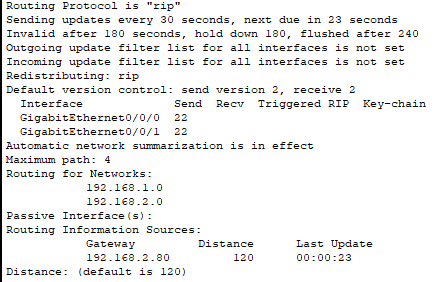 Routing Protocol is "rip"
Sending updates every 30 seconds, next due in 23 seconds
Invalid after 180 seconds, hold down 180, flushed after 240
Outgoing update filter list for all interfaces is not set
Incoming update filter list for all interfaces is not set
Redistributing: rip
Default version control: send version 2, receive 2
Interface Send Recv Triggered RIP Key-chain
GigabitEthernet0/0/0 22
GigabitEthernet0/0/1 22
Automatic network summarization is in effect
Maximum path: 4
Routing for Networks:
192.168.1.0
192.168.2.0
Passive Interface(s):
Routing Information Sources:
Gateway Distance Last Update
192.168.2.80 120 00:00:23
Distance: (default is 120)